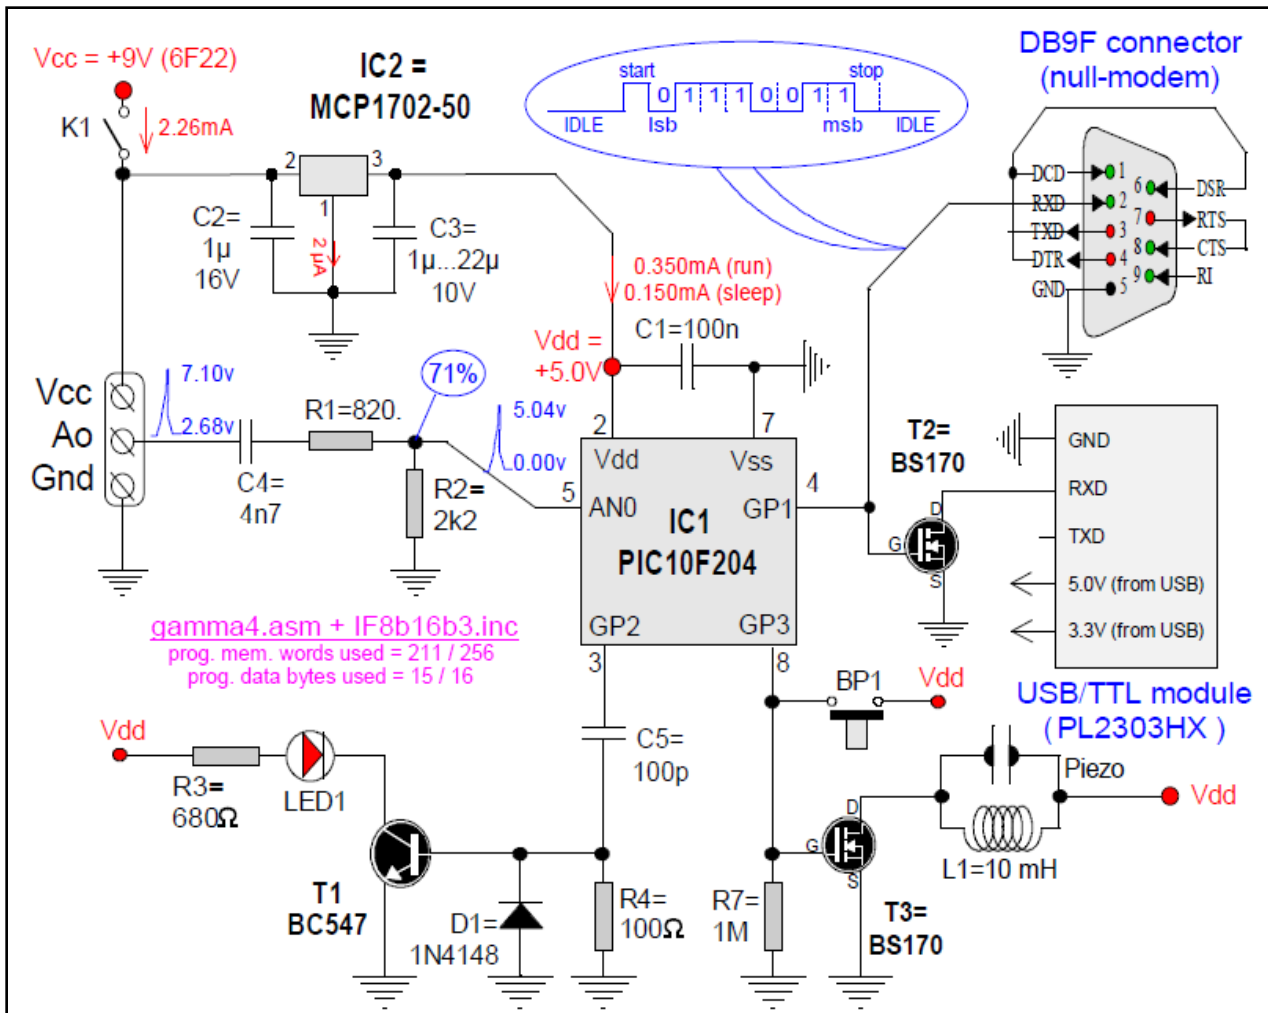 Vcc = +9V (6F22)
K1
2.26mA
IC2 =
MCP1702-50
2
3
1
C2=
1µ
16V
2 µA
C3=
1µ...22µ
10V
start
stop
0 1 1 1 0 0 1 1
IDLE
lsb
msb
IDLE
DB9F connector
(null-modem)
DCD
1
6
DSR
RXD
2
7
RTS
TXD
3
8
CTS
DTR
4
9
RI
GND
5
0.350mA (run)
0.150mA (sleep)
C1=100n
Vdd =
+5.0V
Vcc
Ao
Gnd
7.10v
2.68v
C4=
4n7
R1=820.
71%
R2=
2k2
5.04v
0.00v
2
7
Vdd
Vss
5
AN0
GP1
4
IC1
PIC10F204
GP2
GP3
3
8
T2=
BS170
D
G
S
GND
RXD
TXD
5.0V (from USB)
3.3V (from USB)
USB/TTL module
( PL2303HX )
gamma4.asm + IF8b16b3.inc
prog. mem. words used = 211 / 256
prog. data bytes used = 15 / 16
Vdd
R3=
680Ω
LED1
T1
BC547
C5=
100p
D1=
1N4148
R4=
100Ω
BP1
Vdd
R7=
1M
D
G
S
T3=
BS170
Piezo
Vdd
L1=10 mH